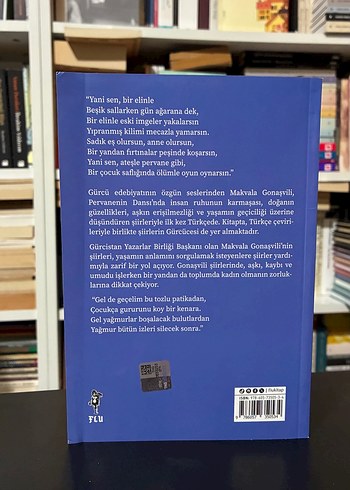 “Yani sen, bir elinle
Beşik sallarken gün ağarana dek,
Bir elinle eski imgeler yakalarsın
Yıpranmış kilimi mecazla yamarsın.
Sadık eş olursun, anne olursun,
Bir yandan fırtınalar peşinde koşarsın,
Yani sen, ateşle pervane gibi,
Bir çocuk saflığında ölümle oyun oynarsın.”
Gürcü edebiyatının özgün seslerinden Makvala Gonaşvili,
Pervanenin Dansı’nda insan ruhunun karmaşası, doğanın
güzellikleri, aşkın erişilmezliği ve yaşamın geçiciliği üzerine
düşündüren şiirleriyle ilk kez Türkçede. Kitapta, Türkçe çevviri-
leriyle birlikte şiirlerin Gürcücesi de yer almaktadır.
Gürcistan Yazarlar Birliği Başkanı olan Makvala Gonaşvili’nin
şiirleri, yaşamın anlamını sorgulamak isteyenlere şiirler yardı-
mıyla zarif bir yol açıyor. Gonaşvili şiirlerinde, aşkı, kaybı ve
umudu işlerken bir yandan da toplumda kadın olmanın zorluk-
larına dikkat çekiyor.
“Gel de geçelim bu tozlu patikadan,
Çocukça gururunu koy bir kenara.
Gel yağmurlar boşalacak bulutlardan
Yağmur bütün izleri silecek sonra.”
| flukitap
FLU